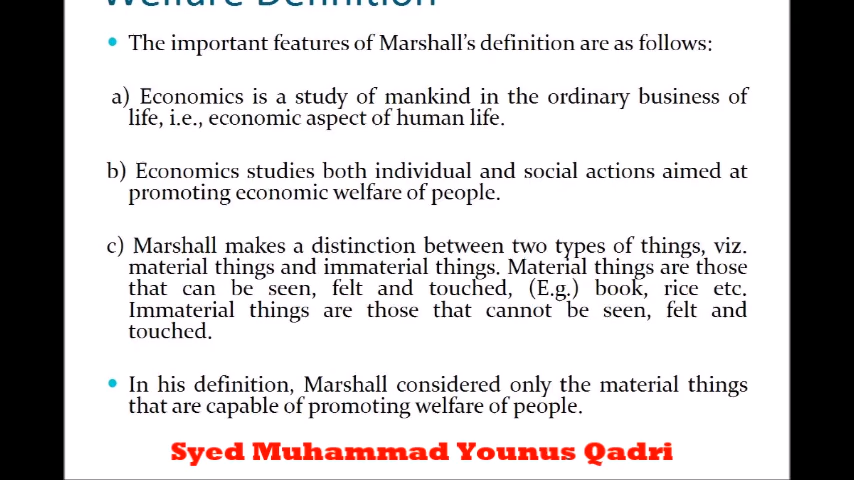 Welfare Definition
• The important features of Marshall's definition are as follows:
a) Economics is a study of mankind in the ordinary business of
life, i.e., economic aspect of human life.
b) Economics studies both individual and social actions aimed at
promoting economic welfare of people.
c) Marshall makes a distinction between two types of things, viz.
material things and immaterial things. Material things are those
that can be seen, felt and touched, (E.g.) book, rice etc.
Immaterial things are those that cannot be seen, felt and
touched.
• In his definition, Marshall considered only the material things
that are capable of promoting welfare of people.
Syed Muhammad Younus Qadri